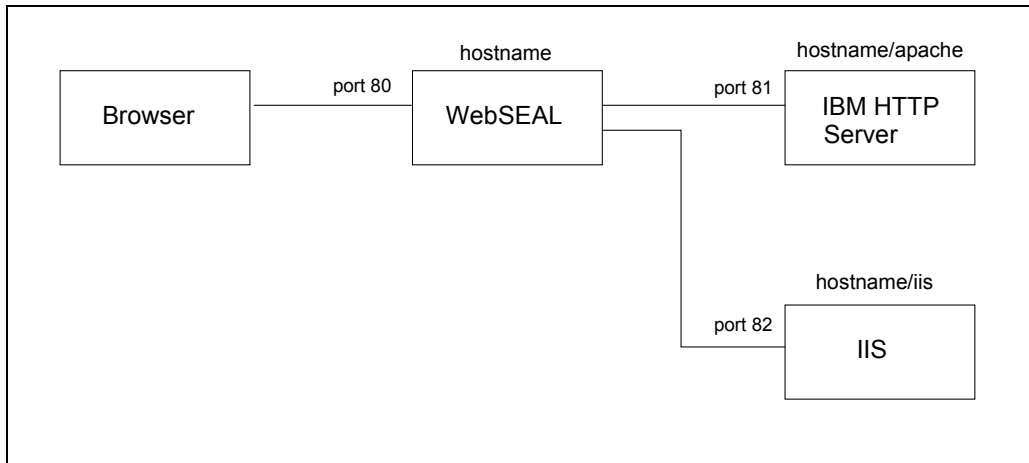 hostname
hostname/apache
port 80
port 81
Browser
WebSEAL
IBM HTTP
Server
hostname/iis
port 82
IIS